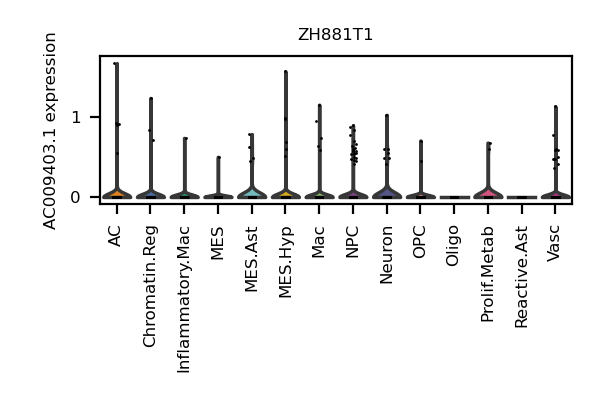 ZH881T1
AC009403.1 expression
1
0
AC
Chromatin.Reg
Inflammatory.Mac
MES
MES.Ast
MES.Hyp
Mac
NPC
Neuron
OPC
Oligo
Prolif.Metab
Reactive.Ast
Vasc